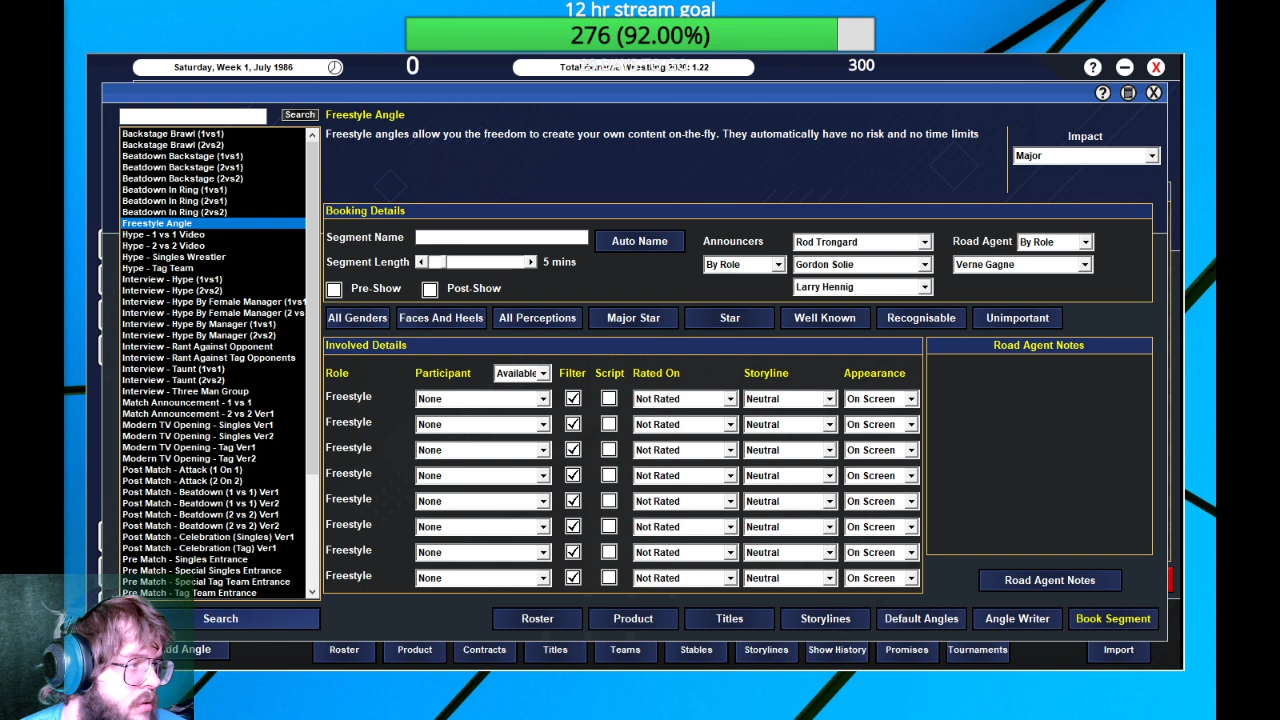 12 hr stream goal
276 (92.00%)
0
300
Saturday, Week 1, July 1986
Total Extreme Wrestling 2020: 1.22
?
X
?
X
Search
Freestyle Angle
Freestyle angles allow you the freedom to create your own content on-the-fly. They automatically have no risk and no time limits
Impact
Major
Backstage Brawl (1vs1)
Backstage Brawl (2vs2)
Beatdown Backstage (1vs1)
Beatdown Backstage (2vs1)
Beatdown Backstage (2vs2)
Beatdown In Ring (1vs1)
Beatdown In Ring (2vs1)
Beatdown In Ring (2vs2)
Freestyle Angle
Hype - 1 vs 1 Video
Hype - 2 vs 2 Video
Hype - Singles Wrestler
Hype - Tag Team
Interview - Hype (1vs1)
Interview - Hype (2vs2)
Interview - Hype By Female Manager (1vs1
Interview - Hype By Female Manager (2 vs
Interview - Hype By Manager (1vs1)
Interview - Hype By Manager (2vs2)
Interview - Rant Against Opponent
Interview - Rant Against Tag Opponents
Interview - Taunt (1vs1)
Interview - Taunt (2vs2)
Interview - Three Man Group
Match Announcement - 1 vs 1
Match Announcement - 2 vs 2 Ver1
Modern TV Opening - Singles Ver1
Modern TV Opening - Singles Ver2
Modern TV Opening - Tag Ver1
Modern TV Opening - Tag Ver2
Post Match - Attack (1 On 1)
Post Match - Attack (2 On 2)
Post Match - Beatdown (1 vs 1) Ver1
Post Match - Beatdown (1 vs 1) Ver2
Post Match - Beatdown (2 vs 2) Ver1
Post Match - Beatdown (2 vs 2) Ver2
Post Match - Celebration (Singles) Ver1
Post Match - Celebration (Tag) Ver1
Pre Match - Singles Entrance
Pre Match - Special Singles Entrance
Pre Match - Special Tag Team Entrance
Pre Match - Tag Team Entrance
Search
Booking Details
Segment Name
Auto Name
Announcers
Rod Trongard
Road Agent
By Role
Segment Length
5 mins
By Role
Gordon Solie
Verne Gagne
Pre-Show
Post-Show
Larry Hennig
All Genders
Faces And Heels
All Perceptions
Major Star
Star
Well Known
Recognisable
Unimportant
Involved Details
Road Agent Notes
Role
Participant
Available
Filter
Script
Rated On
Storyline
Appearance
Freestyle
None
Not Rated
Neutral
On Screen
Freestyle
None
Not Rated
Neutral
On Screen
Freestyle
None
Not Rated
Neutral
On Screen
Freestyle
None
Not Rated
Neutral
On Screen
Freestyle
None
Not Rated
Neutral
On Screen
Freestyle
None
Not Rated
Neutral
On Screen
Freestyle
None
Not Rated
Neutral
On Screen
Freestyle
None
Not Rated
Neutral
On Screen
Road Agent Notes
Roster
Product
Titles
Storylines
Default Angles
Angle Writer
Book Segment
dd Angle
Roster
Product
Contracts
Titles
Teams
Stables
Storylines
Show History
Promises
Tournaments
Import